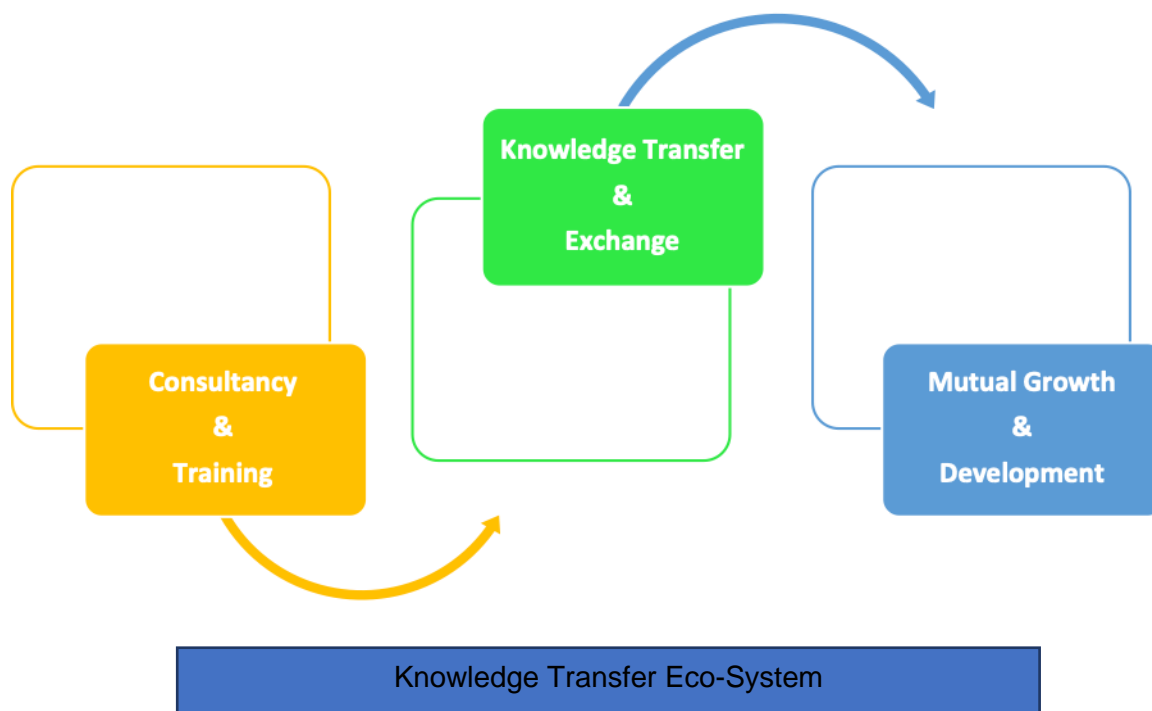 Consultancy
&
Training
Knowledge Transfer
&
Exchange
Mutual Growth
&
Development
Knowledge Transfer Eco-System